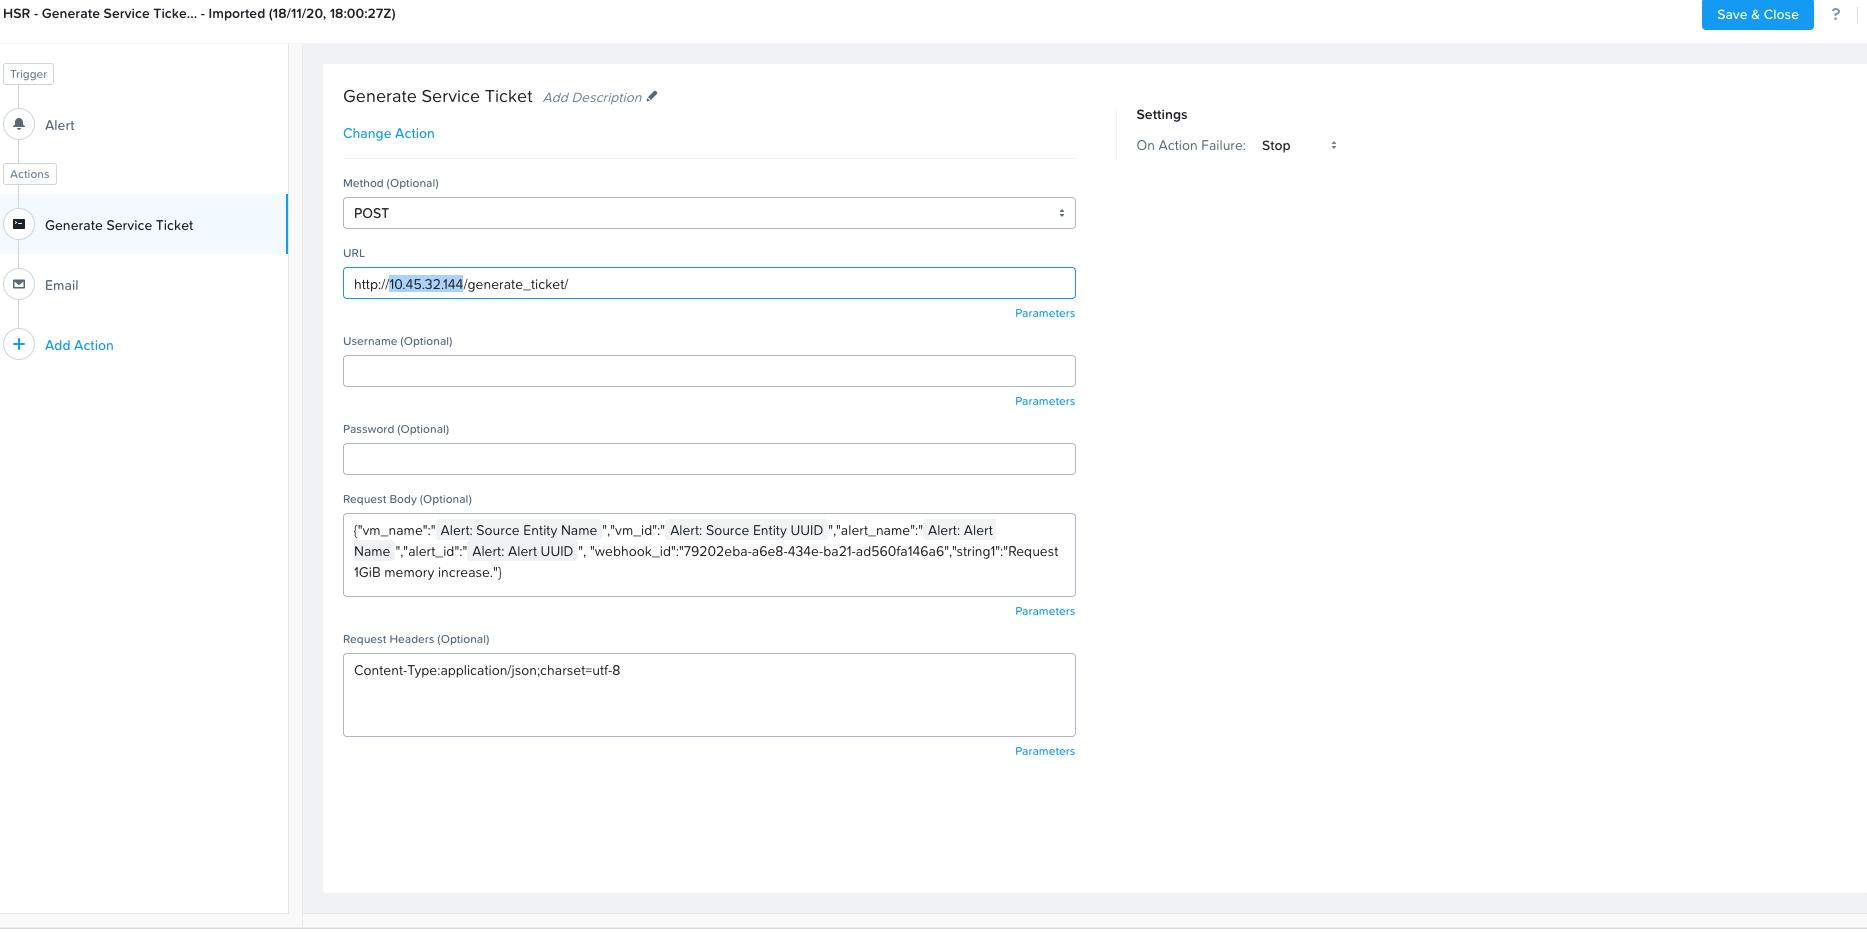 HSR - Generate Service Ticke... - Imported (18/11/20, 18:00:27Z)
Save & Close
?
Trigger
Alert
Actions
Generate Service Ticket
Email
Add Action
Generate Service Ticket Add Description
Change Action
Settings
On Action Failure: Stop
Method (Optional)
POST
URL
http://10.45.32.144/generate_ticket/
Parameters
Username (Optional)
Parameters
Password (Optional)
Request Body (Optional)
{"vm_name":" Alert: Source Entity Name ","vm_id":" Alert: Source Entity UUID ","alert_name":" Alert: Alert
Name ","alert_id":" Alert: Alert UUID ", "webhook_id":"79202eba-a6e8-434e-ba21-ad560fa146a6","string1":"Request
1GiB memory increase."}
Parameters
Request Headers (Optional)
Content-Type:application/json;charset=utf-8
Parameters